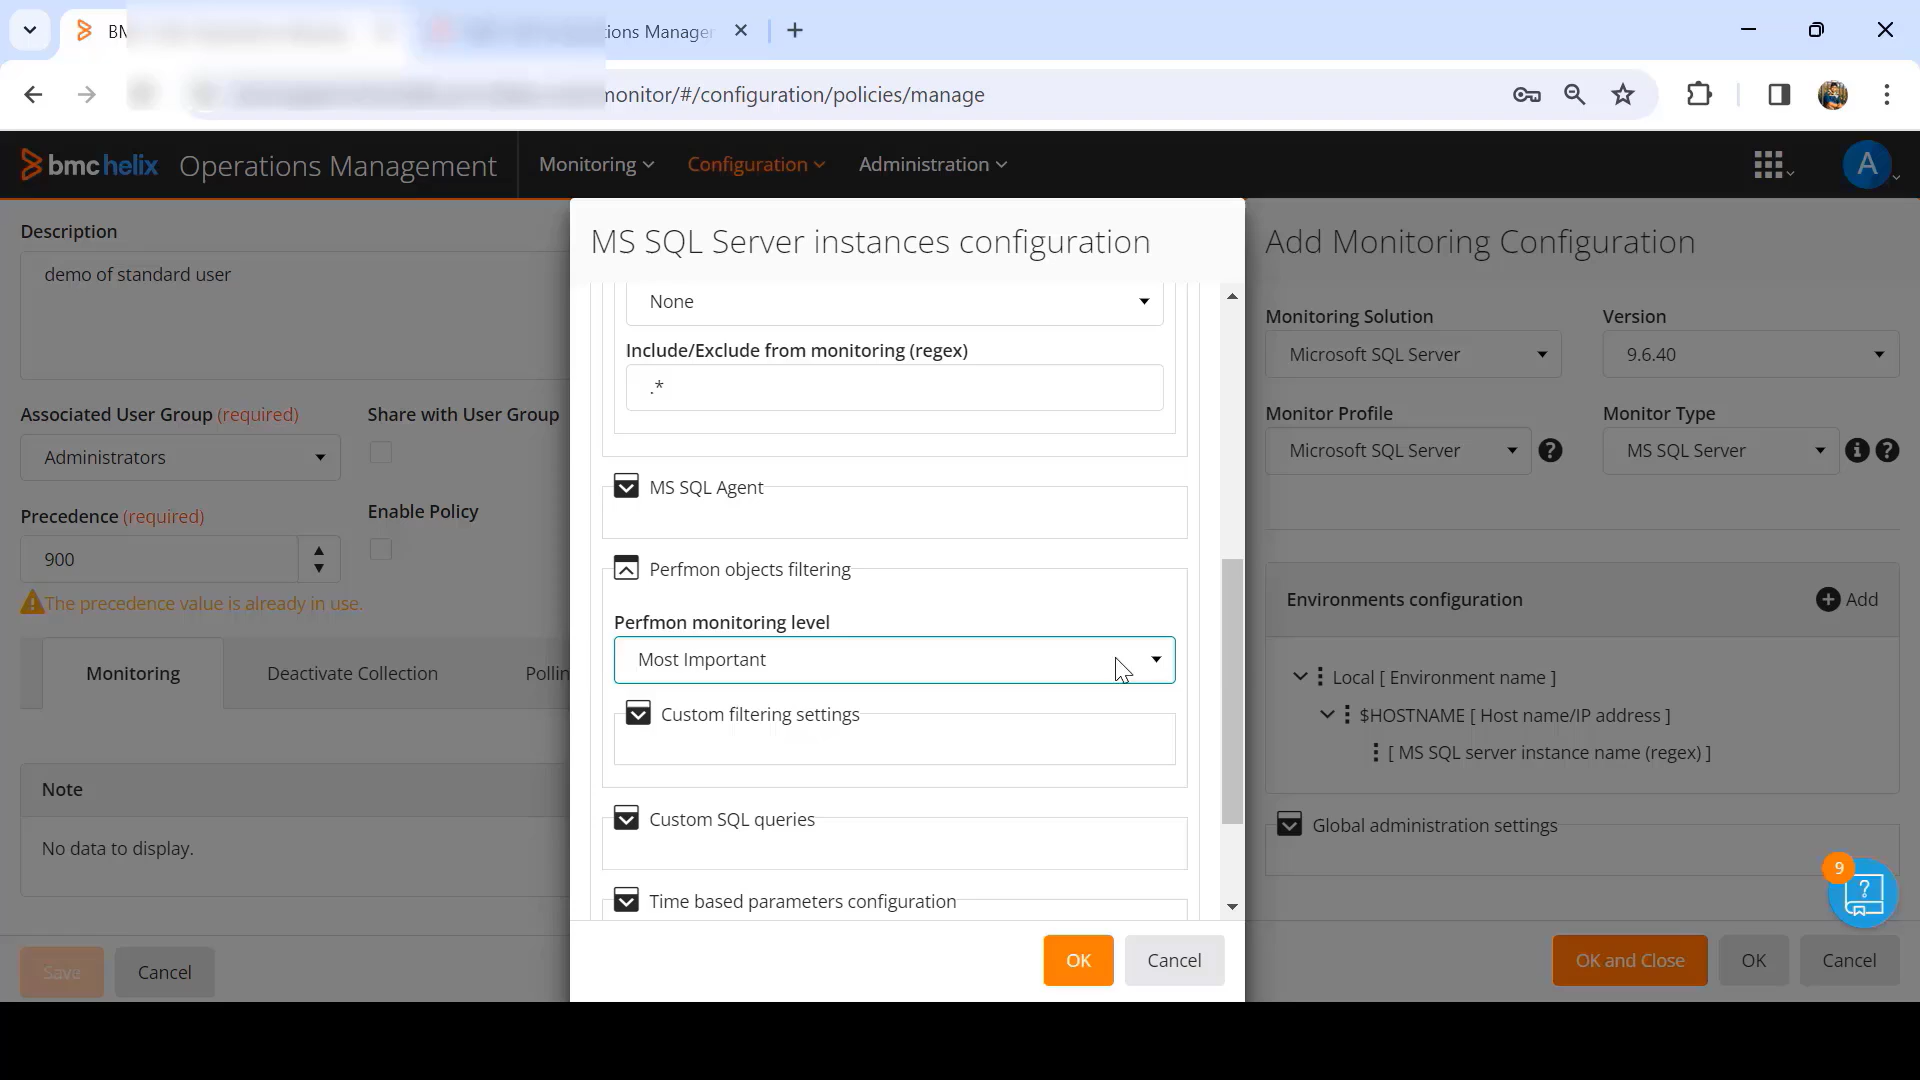 BM
ions Manager
monitor/#/configuration/policies/manage
bmc helix Operations Management
Monitoring
Configuration
Administration
A
Description
demo of standard user
Associated User Group (required)
Share with User Group
Administrators
Precedence (required)
Enable Policy
900
The precedence value is already in use.
Monitoring
Deactivate Collection
Pollin
Note
No data to display.
Save
Cancel
MS SQL Server instances configuration
None
Include/Exclude from monitoring (regex)
.*
MS SQL Agent
Perfmon objects filtering
Perfmon monitoring level
Most Important
Custom filtering settings
Custom SQL queries
Time based parameters configuration
OK
Cancel
Add Monitoring Configuration
Monitoring Solution
Version
Microsoft SQL Server
9.6.40
Monitor Profile
Monitor Type
Microsoft SQL Server
MS SQL Server
Environments configuration
Add
Local [ Environment name ]
$HOSTNAME [ Host name/IP address ]
[ MS SQL server instance name (regex) ]
Global administration settings
9
OK and Close
OK
Cancel